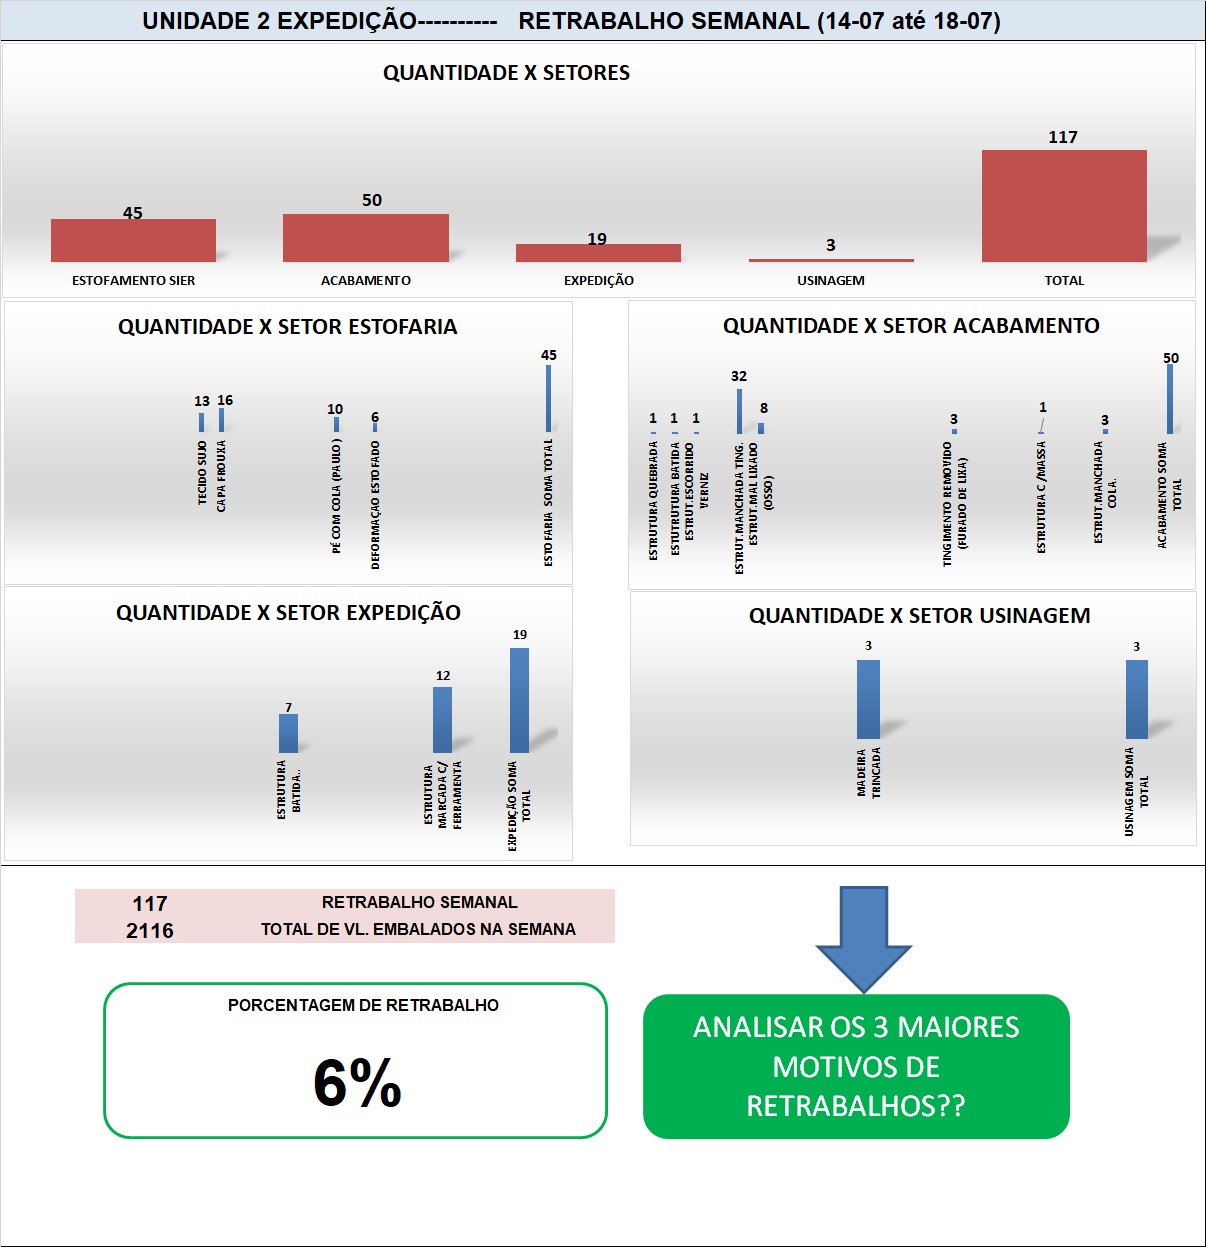 UNIDADE 2 EXPEDIÇÃO---------- RETRABALHO SEMANAL (14-07 até 18-07)
QUANTIDADE X SETORES
45
50
19
3
117
ESTOFAMENTO SIER
ACABAMENTO
EXPEDIÇÃO
USINAGEM
TOTAL
QUANTIDADE X SETOR ESTOFARIA
13
16
10
6
45
TECIDO SUJO
CAPA FROUXA
PÉ COM COLA (PAULO)
DEFORMAÇÃO ESTOFADO
ESTOFARIA SOMA TOTAL
QUANTIDADE X SETOR ACABAMENTO
1
1
1
32
8
3
1
3
50
ESTRUTURA QUEBRADA
ESTUTRUTURA BATIDA
ESTRUT.ESCORRIDO
VERNIZ
ESTRUT.MANCHADA TING.
ESTRUT.MAL LIXADO
(OSSO)
TINGIMENTO REMOVIDO
(FURADO DE LIXA)
ESTRUTURA C /MASSA
ESTRUT.MANCHADA
COLA.
ACABAMENTO SOMA
TOTAL
QUANTIDADE X SETOR EXPEDIÇÃO
7
12
19
ESTRUTURA
BATIDA..
ESTRUTURA
MARCADA C/
FERRAMENTA
EXPEDIÇÃO SOMA
TOTAL
QUANTIDADE X SETOR USINAGEM
3
3
MADEIRA
TRINCADA
USINAGEM SOMA
TOTAL
117 RETRABALHO SEMANAL
2116 TOTAL DE VL. EMBALADOS NA SEMANA
PORCENTAGEM DE RETRABALHO
6%
ANALISAR OS 3 MAIORES
MOTIVOS DE
RETRABALHOS??